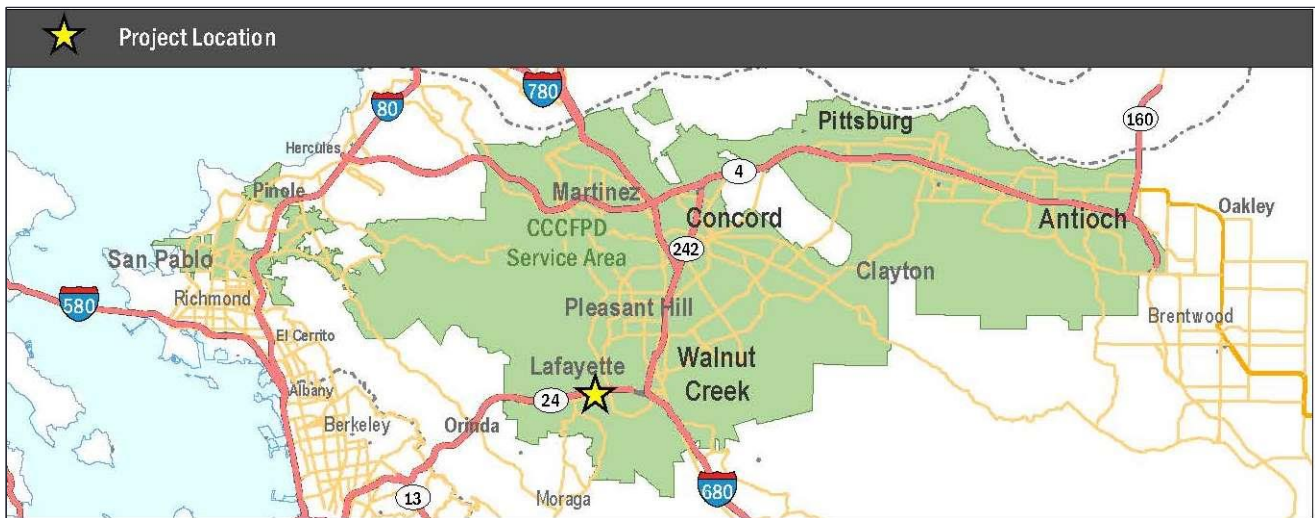 Project Location
780
80
160
Pittsburg
Hercules
4
Pinole
Martinez
Concord
Antioch
Oakley
CCCFPD
Service Area
242
San Pablo
Clayton
Richmond
580
Pleasant Hill
Brentwood
El Cerrito
Lafayette
Walnut
Creek
Albany
24
Berkeley
Orinda
13
Moraga
680